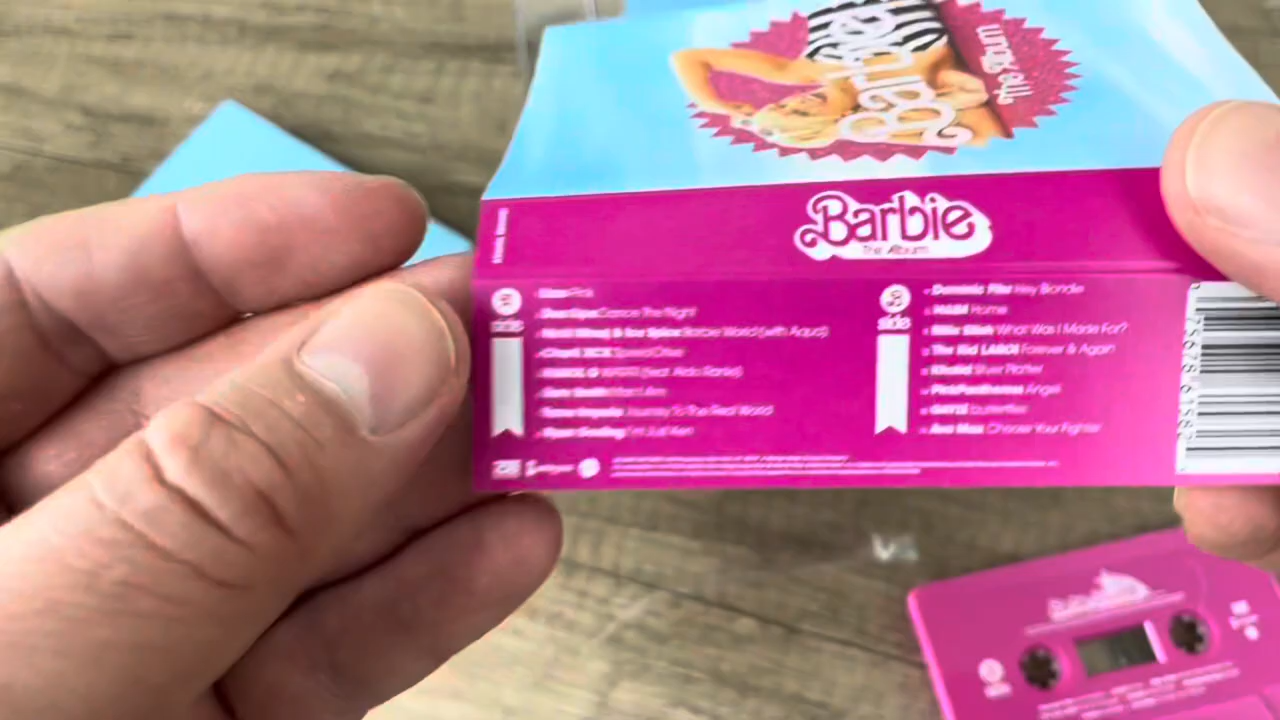 Barbie
The Album
Barbie
The Album
side
Lizzo Pink
Dua Lipa Dance The Night
Nicki Minaj & Ice Spice Barbie World (with Aqua)
Charli XCX Speed Drive
KAROL G WATATI (feat. Aldo Ranks)
Sam Smith Man I Am
Tame Impala Journey To The Real World
Ryan Gosling I'm Just Ken
side
Dominic Fike Hey Blondie
HAIM Home
Billie Eilish What Was I Made For?
The Kid LAROI Forever & Again
Khalid Silver Platter
PinkPantheress Angel
GAYLE butterflies
Ava Max Choose Your Fighter